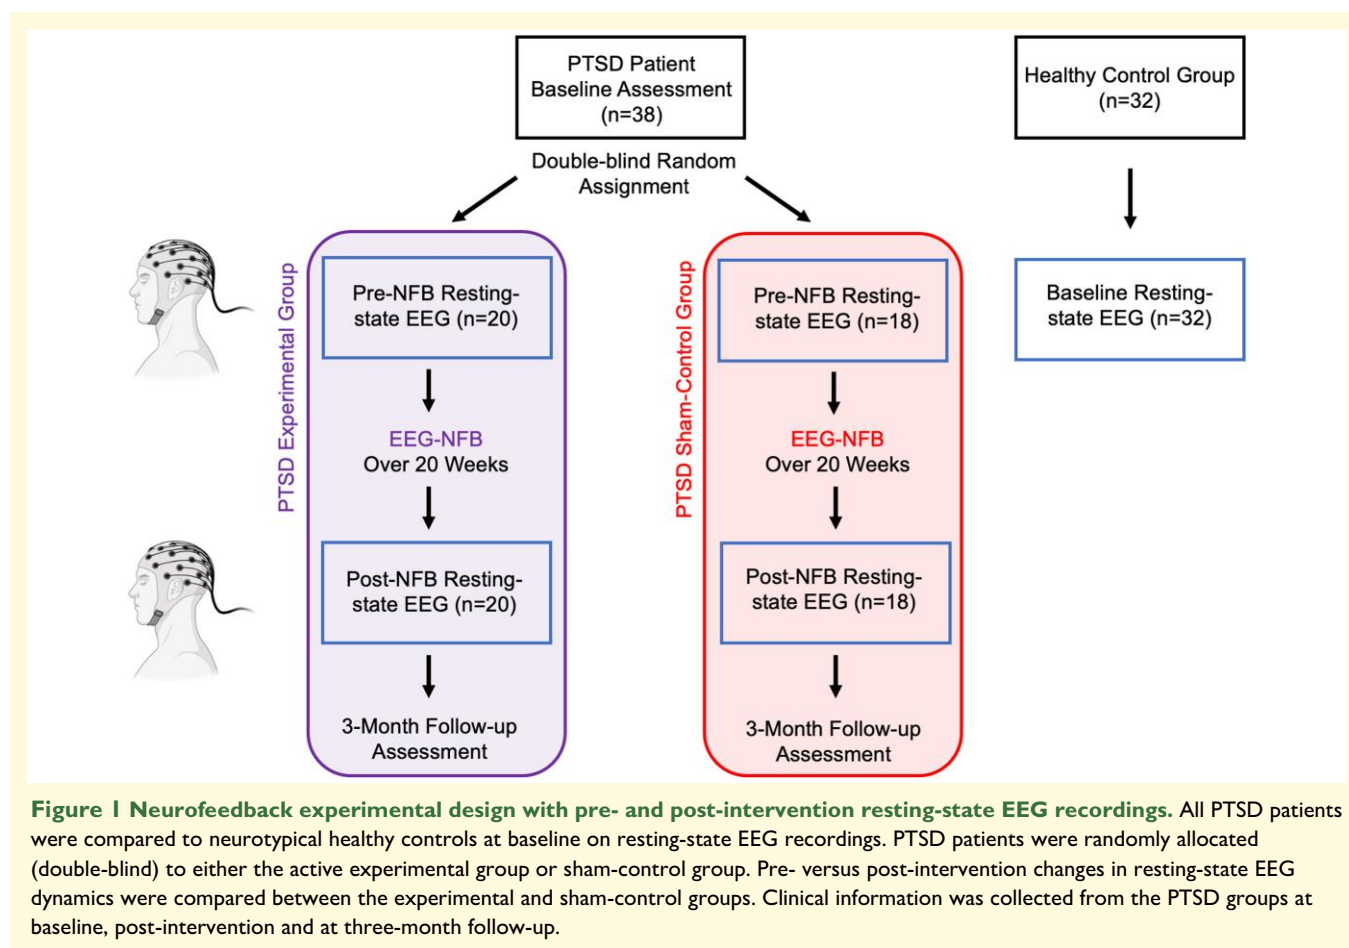 PTSD Patient
Baseline Assessment
(n=38)
Healthy Control Group
(n=32)
Double-blind Random
Assignment
PTSD Experimental Group
Pre-NFB Resting-
state EEG (n=20)
EEG-NFB
Over 20 Weeks
Post-NFB Resting-
state EEG (n=20)
3-Month Follow-up
Assessment
PTSD Sham-Control Group
Pre-NFB Resting-
state EEG (n=18)
EEG-NFB
Over 20 Weeks
Post-NFB Resting-
state EEG (n=18)
3-Month Follow-up
Assessment
Baseline Resting-
state EEG (n=32)
Figure 1 Neurofeedback experimental design with pre- and post-intervention resting-state EEG recordings. All PTSD patients
were compared to neurotypical healthy controls at baseline on resting-state EEG recordings. PTSD patients were randomly allocated
(double-blind) to either the active experimental group or sham-control group. Pre- versus post-intervention changes in resting-state EEG
dynamics were compared between the experimental and sham-control groups. Clinical information was collected from the PTSD groups at
baseline, post-intervention and at three-month follow-up.